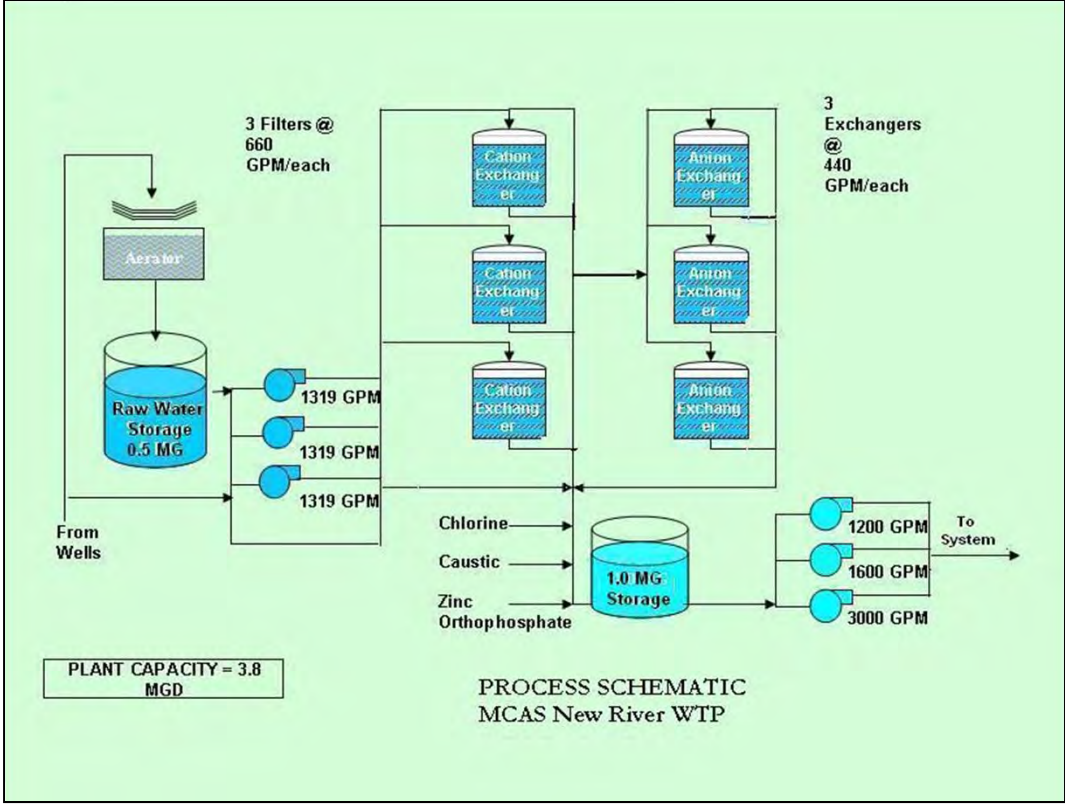 3 Filters @
660
GPM/each
3
Exchangers
@
440
GPM/each
Cation
Exchang
er
Anion
Exchang
er
Aerator
Cation
Exchang
er
Anion
Exchang
er
Cation
Exchang
er
Anion
Exchang
er
Raw Water
Storage
0.5 MG
1319 GPM
1319 GPM
1319 GPM
From
Wells
Chlorine
Caustic
Zinc
Orthophosphate
1.0 MG
Storage
1200 GPM
1600 GPM
3000 GPM
To
System
PLANT CAPACITY = 3.8
MGD
PROCESS SCHEMATIC
MCAS New River WTP